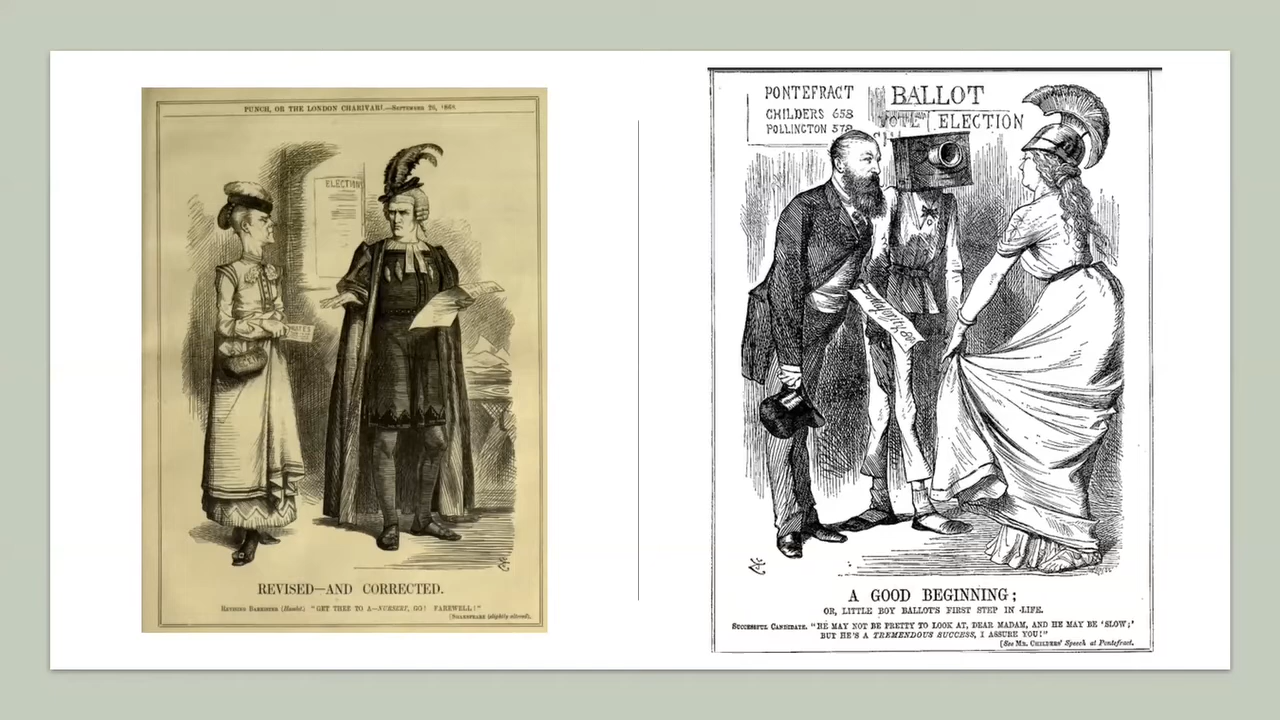 PUNCH, OR THE LONDON CHARIVARI.—September 26, 1868.
ELECTION
REVISED—AND CORRECTED.
Revising Barrister (Hamlet.) "GET THEE TO A—NURSERY, GO! FAREWELL!"
[Shakespeare (slightly altered).
PONTEFRACT
CHILDERS 658
POLLINGTON 578
BALLOT
VOTE
ELECTION
Majority 80
A GOOD BEGINNING;
OR, LITTLE BOY BALLOT'S FIRST STEP IN LIFE.
Successful Candidate. "HE MAY NOT BE PRETTY TO LOOK AT, DEAR MADAM, AND HE MAY BE 'SLOW;'
BUT HE'S A TREMENDOUS SUCCESS, I ASSURE YOU!"
[See Mr. Childers' Speech at Pontefract.